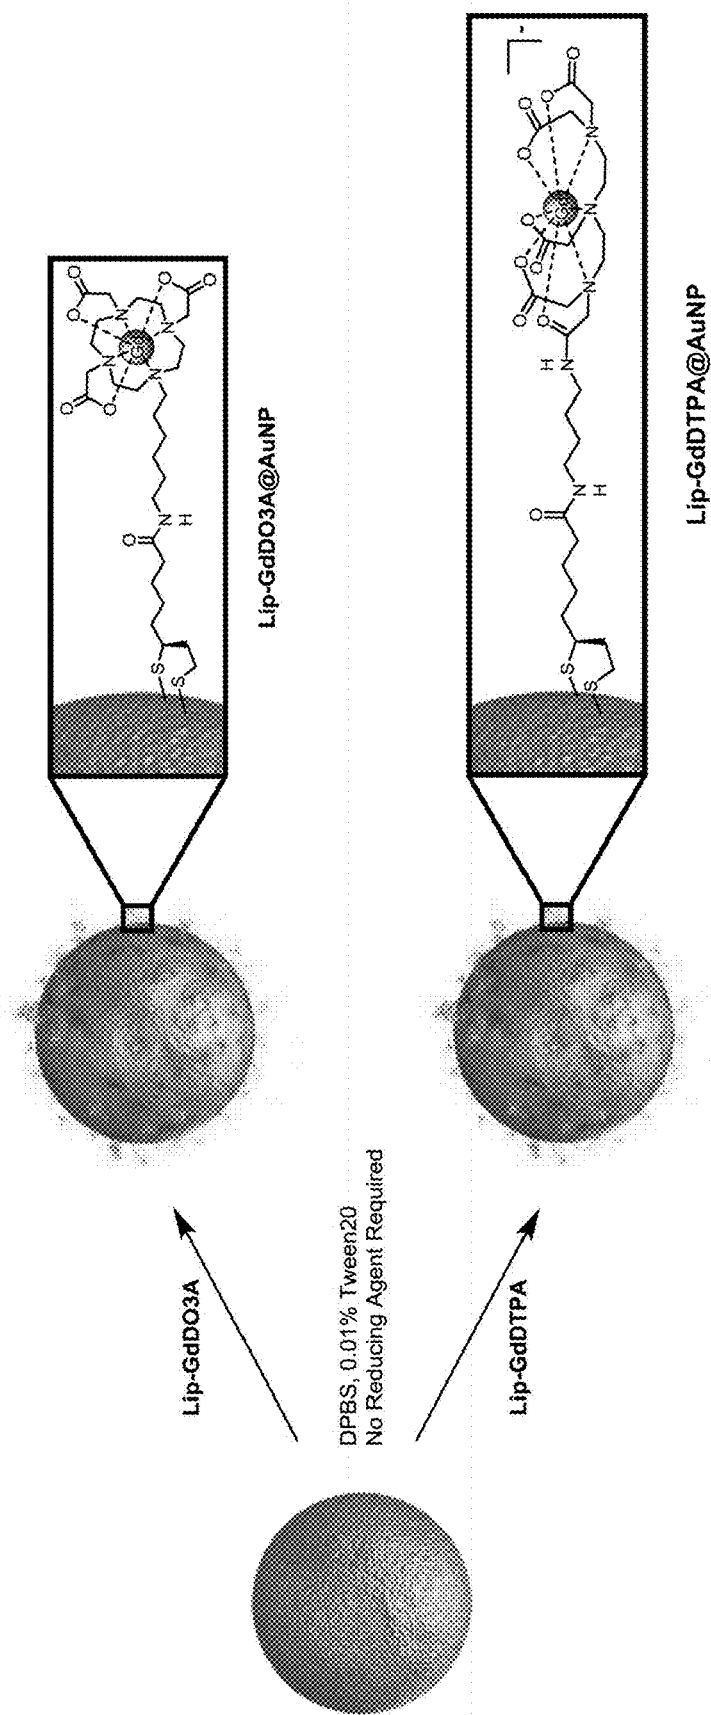 Lip-GdDO3A
DPBS, 0.01% Tween20
No Reducing Agent Required
Lip-GdDTPA
S
S
O
N
H
N
N
N
N
O
O
O
O
O
O
Lip-GdDO3A@AuNP
S
S
O
N
H
H
N
O
N
N
N
O
O
O
O
O
O
O
O
-
Lip-GdDTPA@AuNP